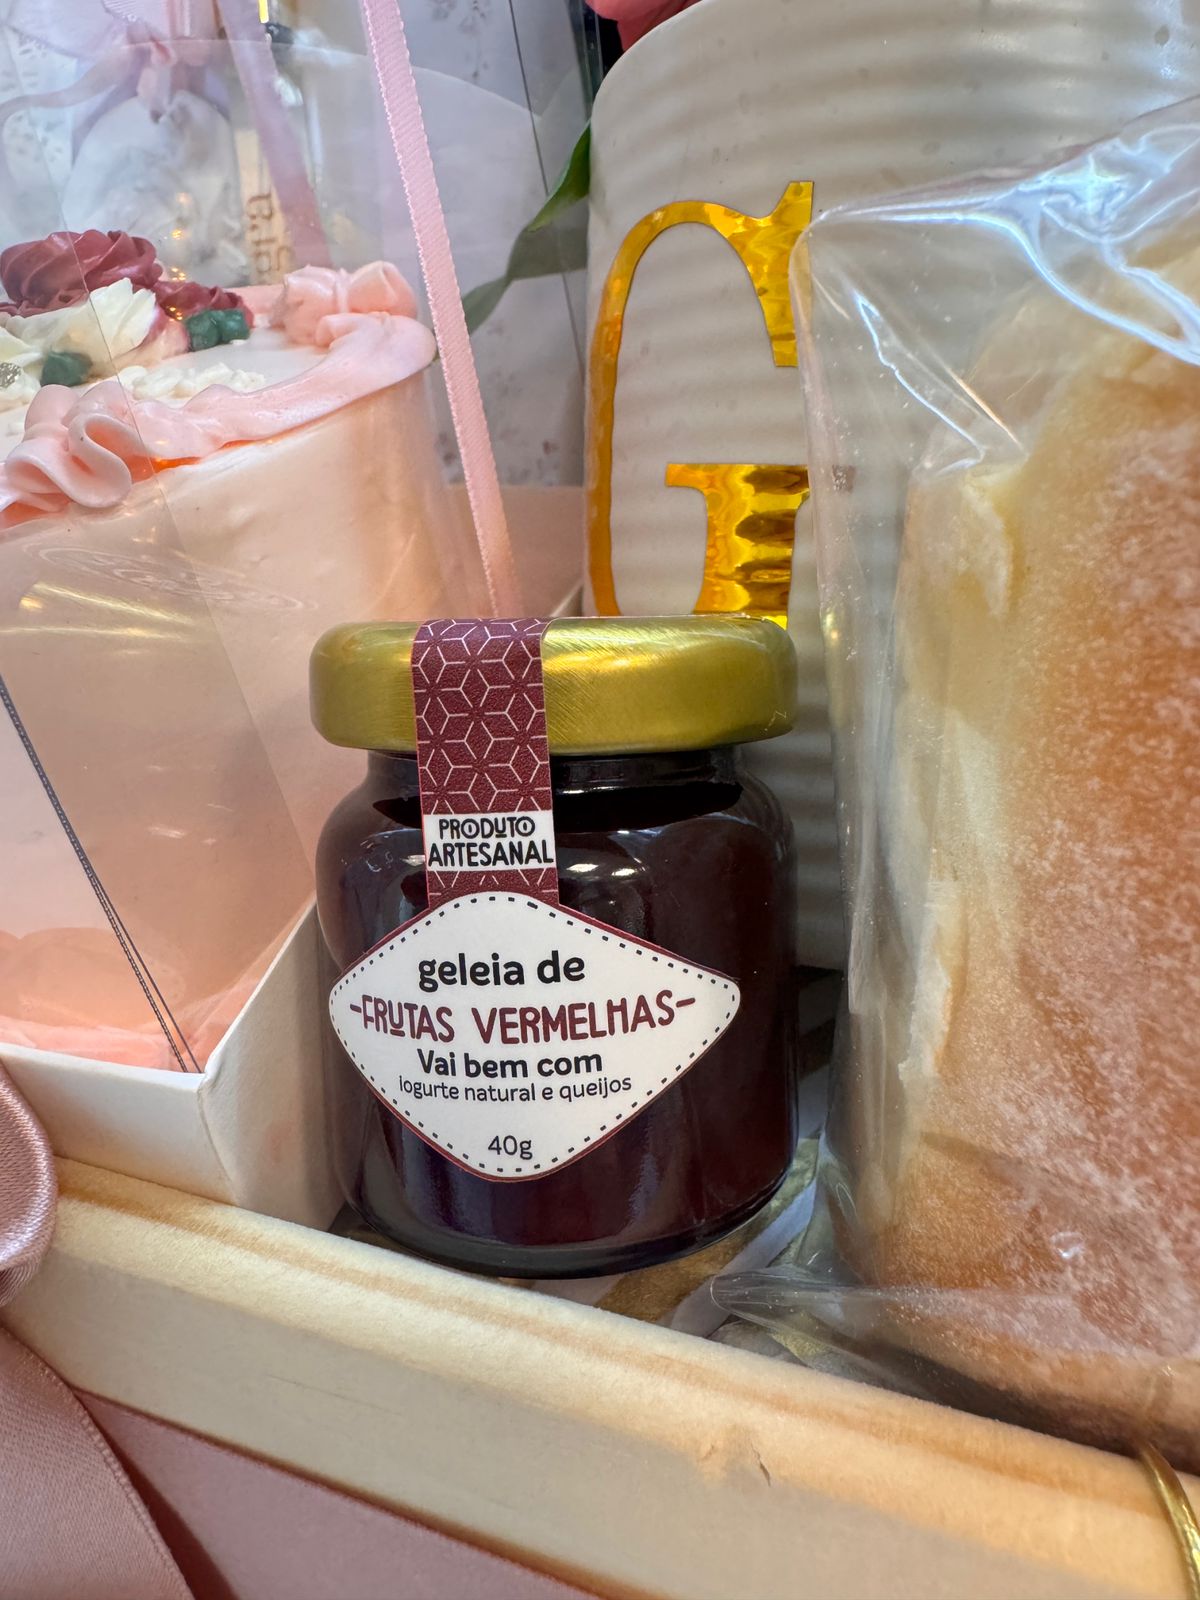 G
PRODUTO
ARTESANAL
geleia de
-FRUTAS VERMELHAS-
Vai bem com
iogurte natural e queijos
40g